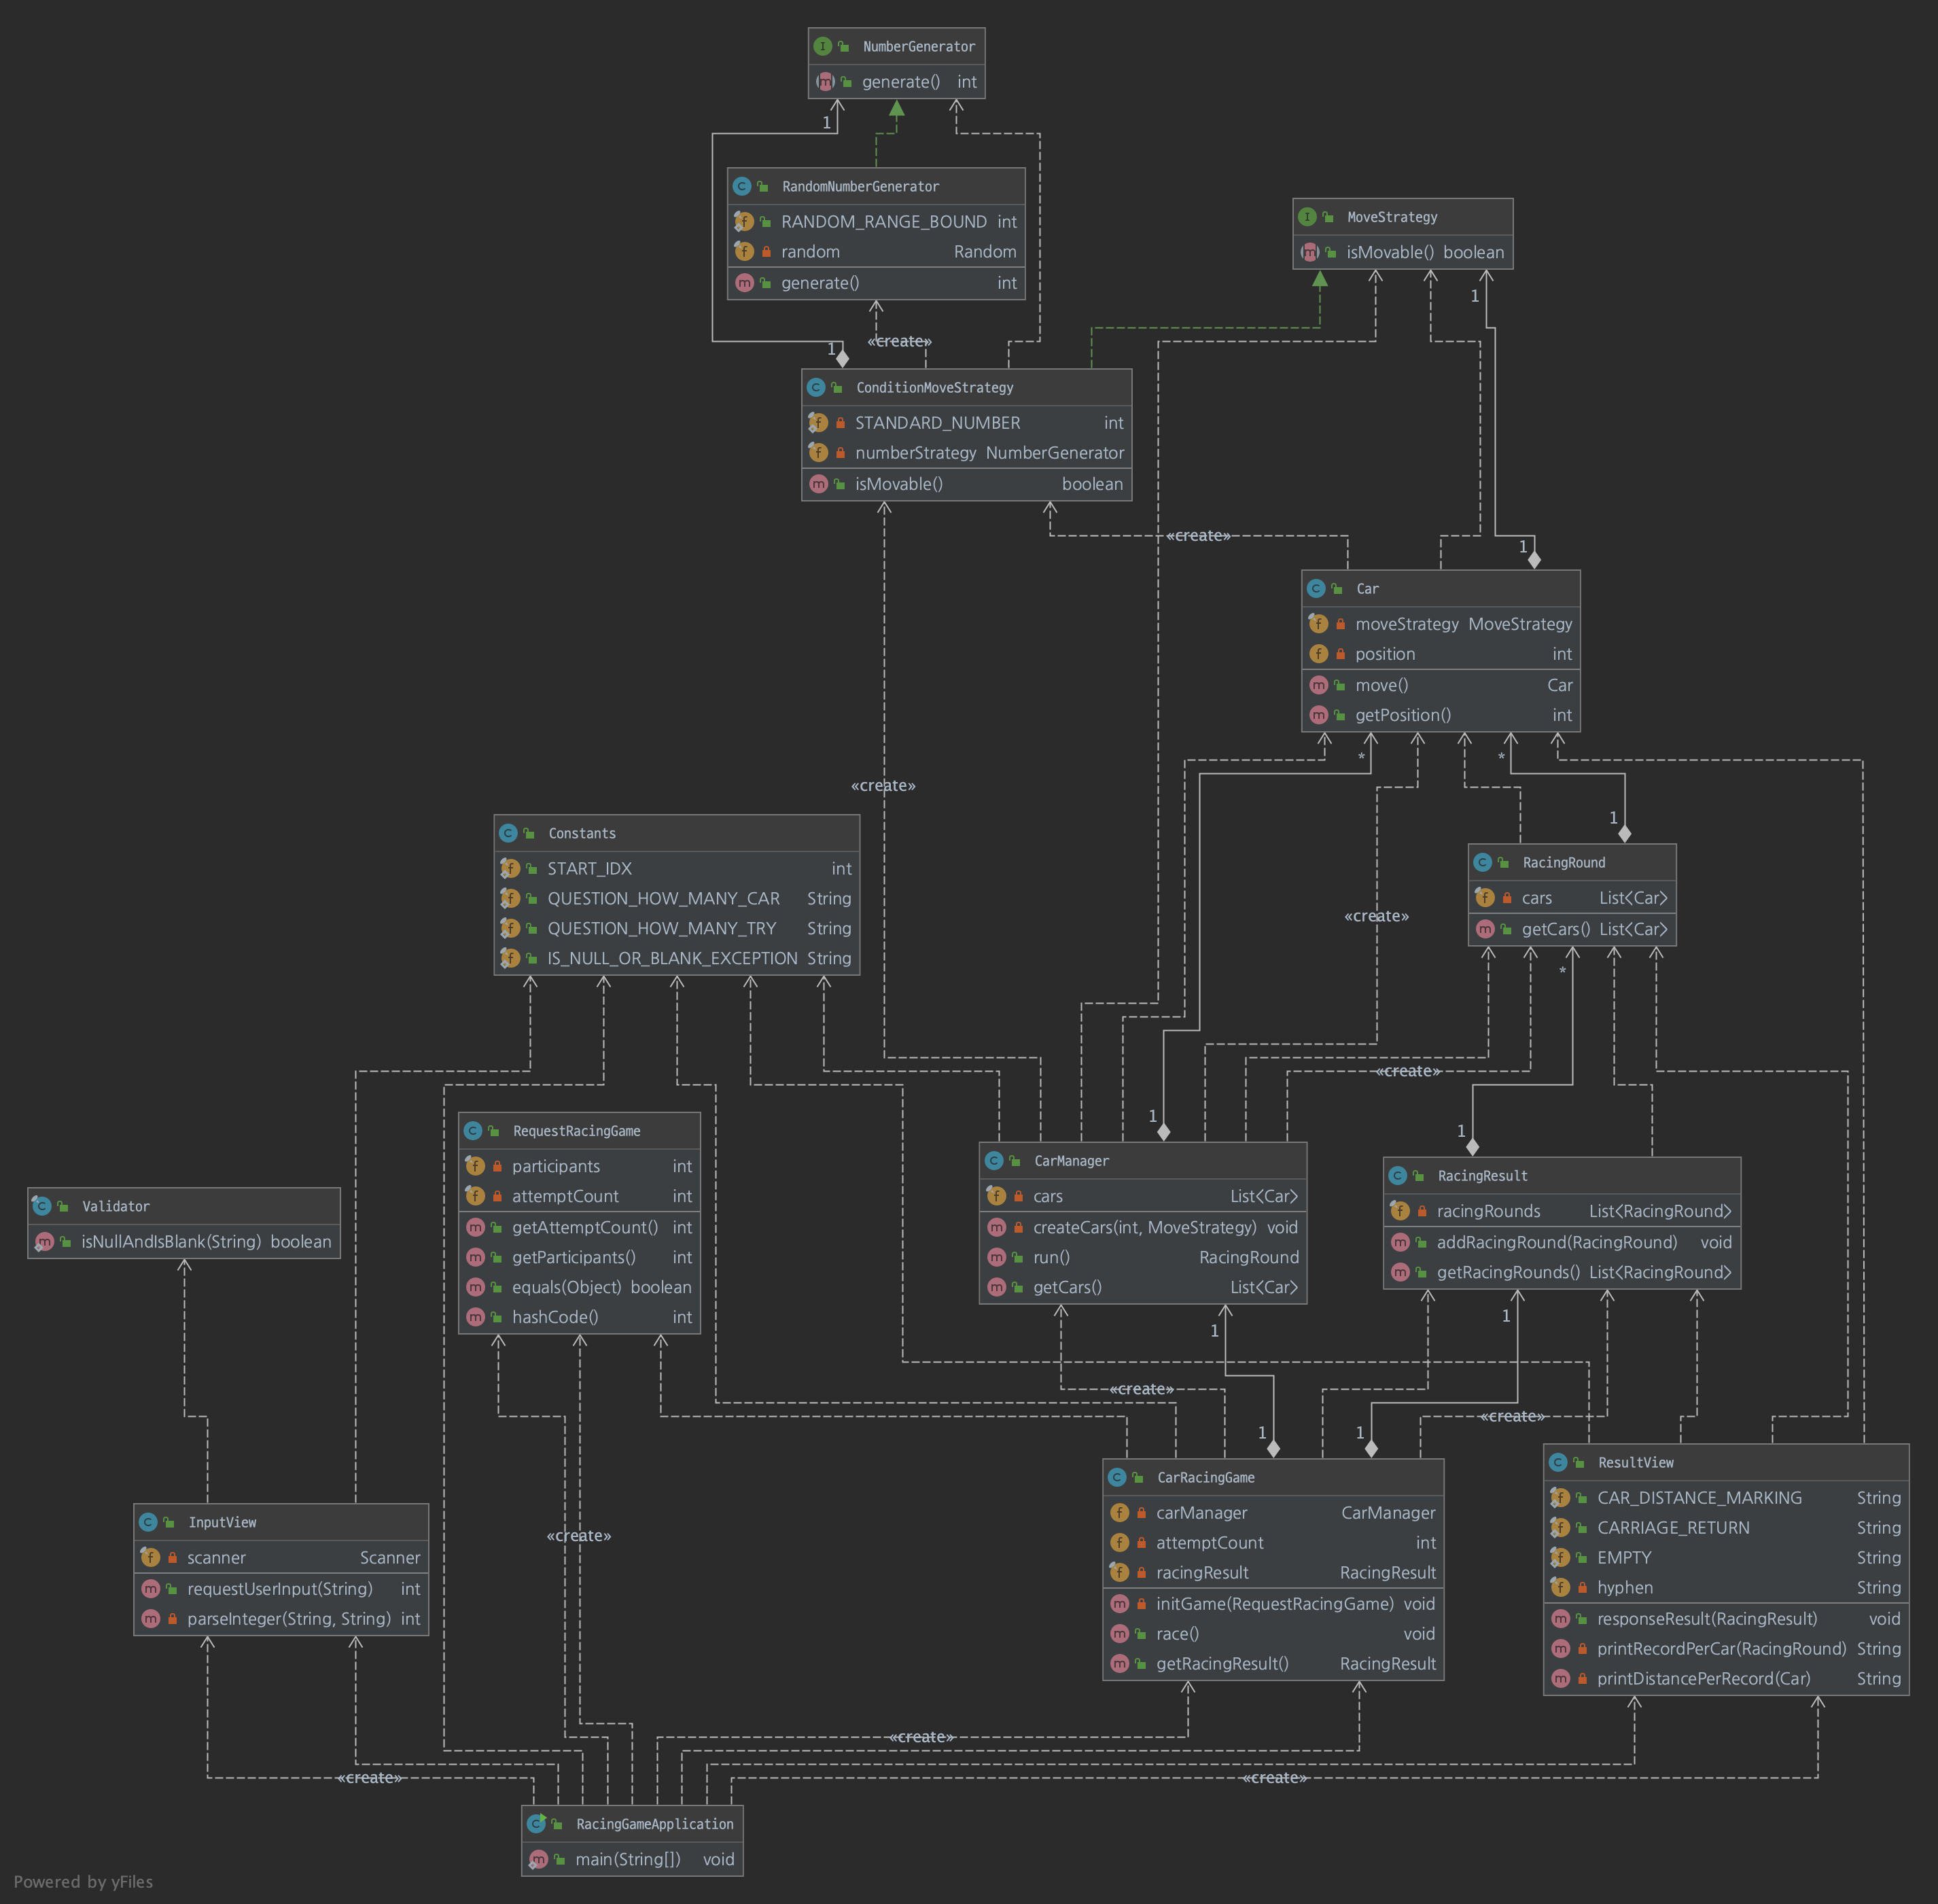 NumberGenerator
generate() int
1
RandomNumberGenerator
RANDOM_RANGE_BOUND int
random Random
generate() int
MoveStrategy
isMovable() boolean
1
«create»
1
ConditionMoveStrategy
STANDARD_NUMBER int
numberStrategy NumberGenerator
isMovable() boolean
«create»
1
Car
moveStrategy MoveStrategy
position int
move() Car
getPosition() int
*
*
«create»
1
Constants
START_IDX int
QUESTION_HOW_MANY_CAR String
QUESTION_HOW_MANY_TRY String
IS_NULL_OR_BLANK_EXCEPTION String
RacingRound
cars List<Car>
getCars() List<Car>
«create»
*
«create»
1
1
RequestRacingGame
participants int
attemptCount int
getAttemptCount() int
getParticipants() int
equals(Object) boolean
hashCode() int
CarManager
cars List<Car>
createCars(int, MoveStrategy) void
run() RacingRound
getCars() List<Car>
RacingResult
racingRounds List<RacingRound>
addRacingRound(RacingRound) void
getRacingRounds() List<RacingRound>
Validator
isNullAndIsBlank(String) boolean
1
1
«create»
«create»
1
1
CarRacingGame
carManager CarManager
attemptCount int
racingResult RacingResult
initGame(RequestRacingGame) void
race() void
getRacingResult() RacingResult
ResultView
CAR_DISTANCE_MARKING String
CARRIAGE_RETURN String
EMPTY String
hyphen String
responseResult(RacingResult) void
printRecordPerCar(RacingRound) String
printDistancePerRecord(Car) String
InputView
scanner Scanner
requestUserInput(String) int
parseInteger(String, String) int
«create»
«create»
«create»
«create»
RacingGameApplication
main(String[]) void
Powered by yFiles